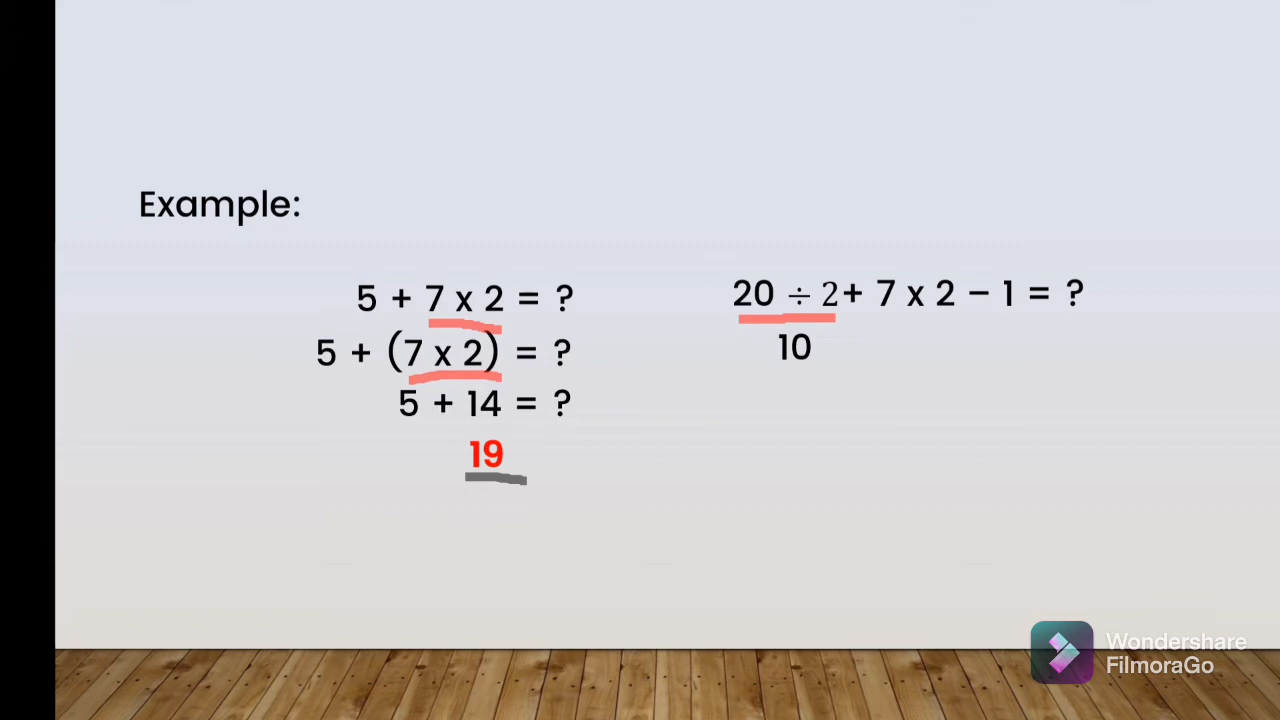 Example:
5 + 7 x 2 = ?
5 + (7 x 2) = ?
5 + 14 = ?
19
20 ÷ 2+ 7 x 2 – 1 = ?
10
Wondershare
FilmoraGo